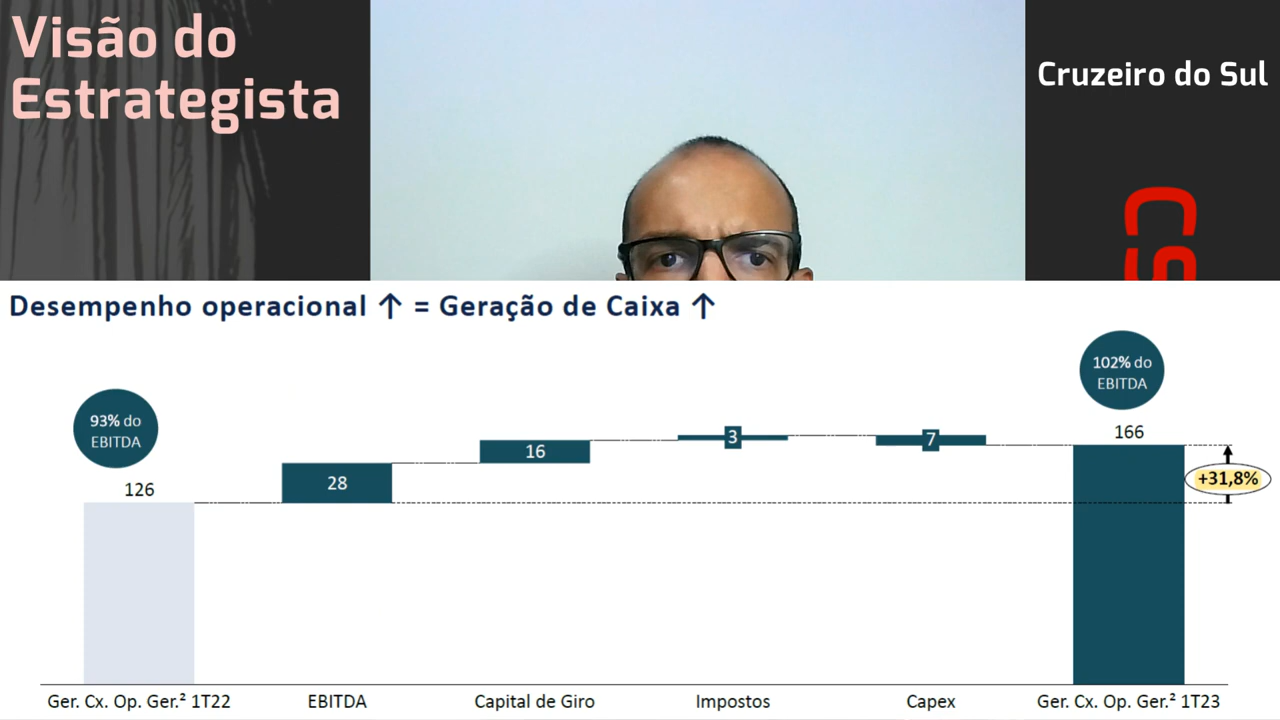 Visão do
Estrategista
Cruzeiro do Sul
Desempenho operacional ↑ = Geração de Caixa ↑
93% do
EBITDA
102% do
EBITDA
126
28
16
3
7
166
+31,8%
Ger. Cx. Op. Ger.² 1T22
EBITDA
Capital de Giro
Impostos
Capex
Ger. Cx. Op. Ger.² 1T23